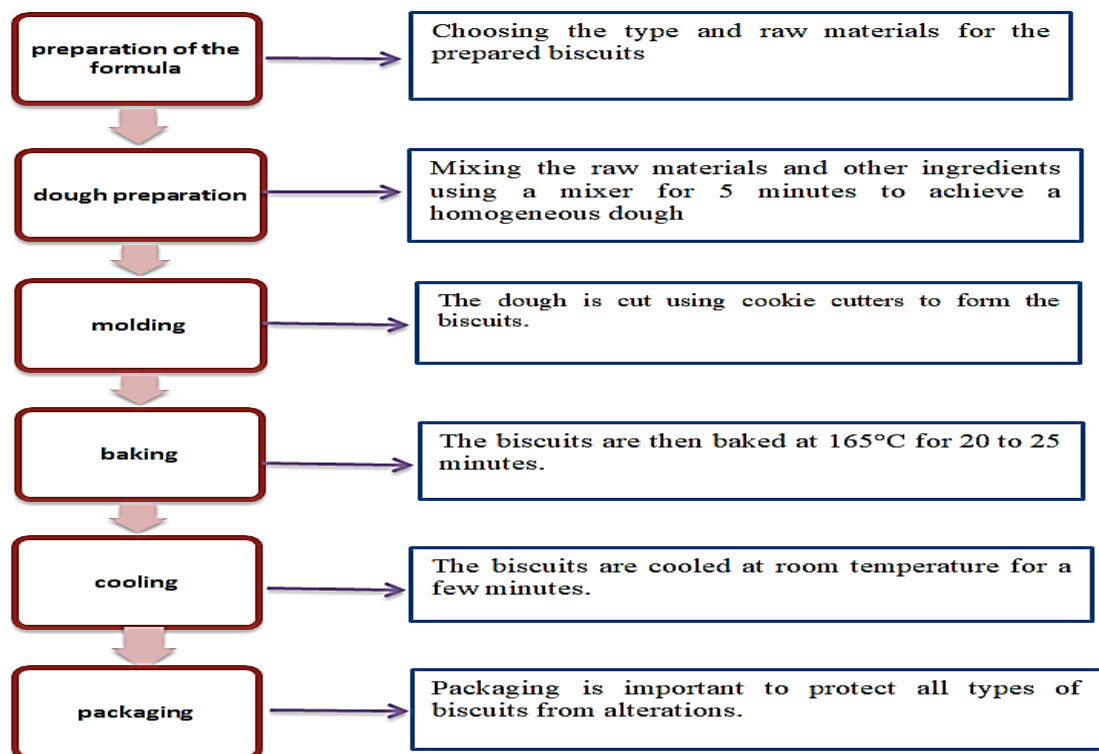 preparation of the
formula
Choosing the type and raw materials for the
prepared biscuits
dough preparation
Mixing the raw materials and other ingredients
using a mixer for 5 minutes to achieve a
homogeneous dough
molding
The dough is cut using cookie cutters to form the
biscuits.
baking
The biscuits are then baked at 165°C for 20 to 25
minutes.
cooling
The biscuits are cooled at room temperature for a
few minutes.
packaging
Packaging is important to protect all types of
biscuits from alterations.